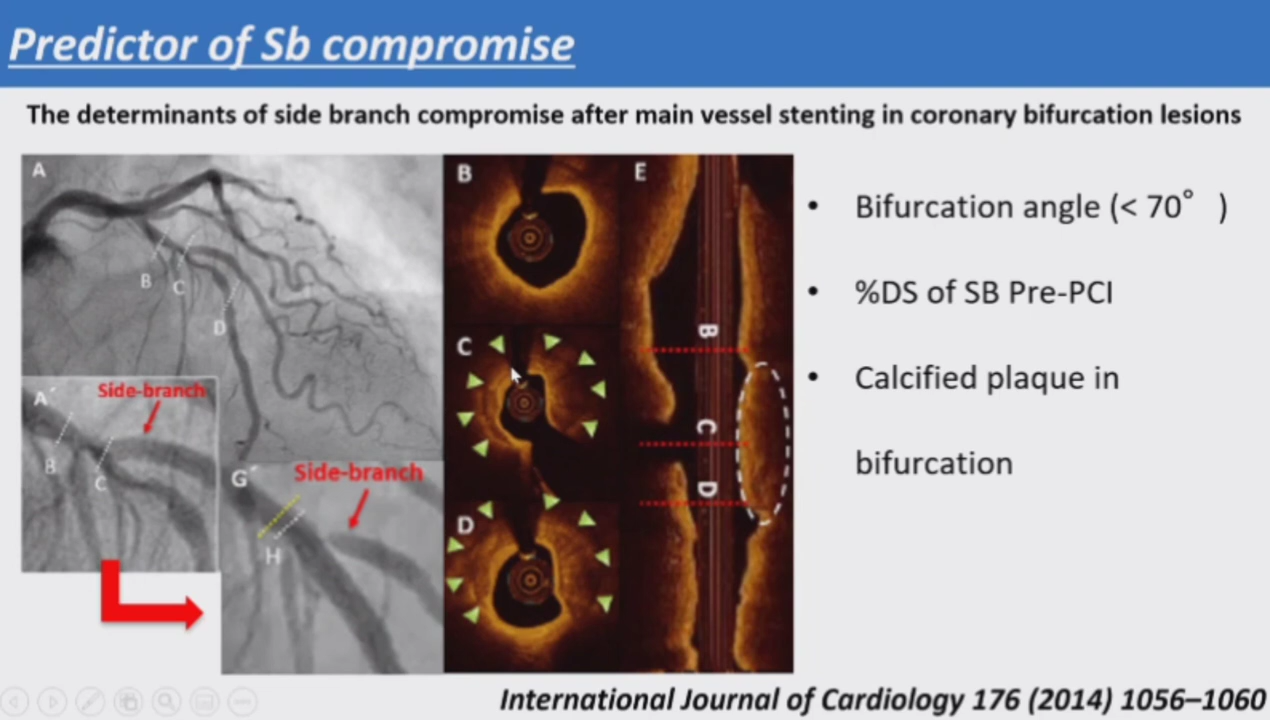 Predictor of Sb compromise
The determinants of side branch compromise after main vessel stenting in coronary bifurcation lesions
A
B
C
D
A´
Side-branch
B
C
G´
Side-branch
H
B
C
D
E
B
C
D
• Bifurcation angle (< 70° )
• %DS of SB Pre-PCI
• Calcified plaque in
bifurcation
International Journal of Cardiology 176 (2014) 1056–1060